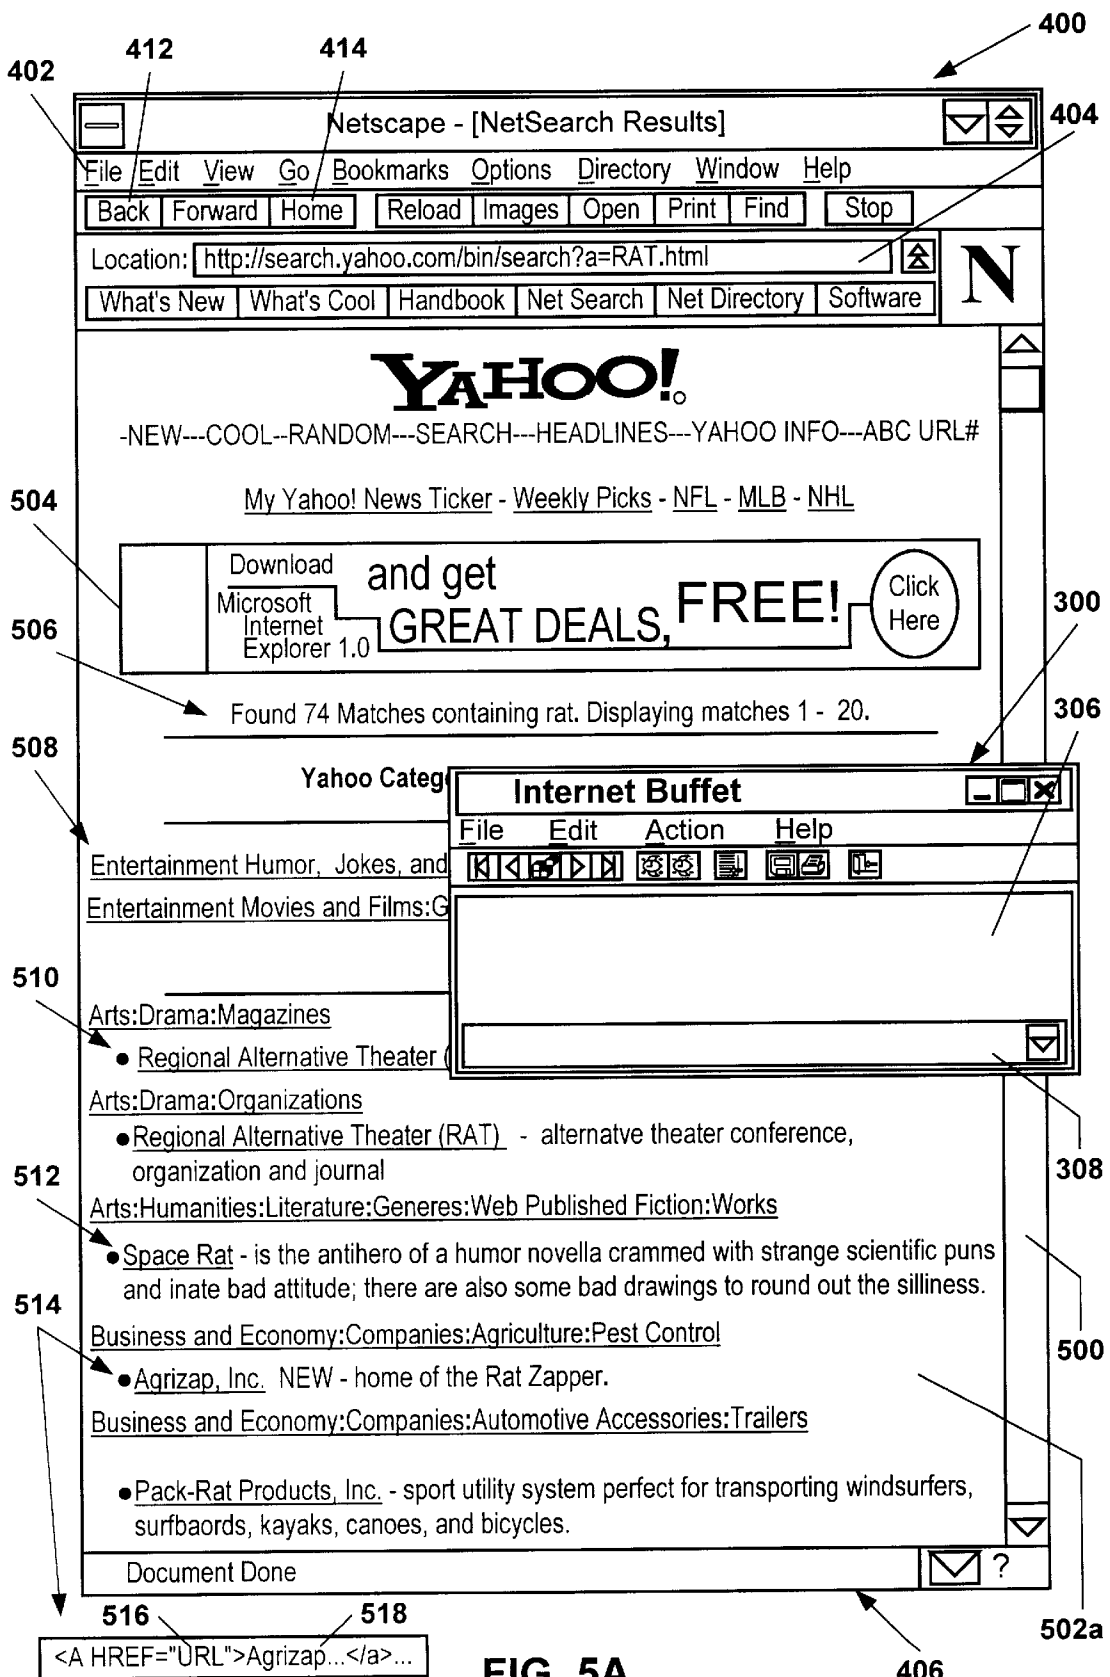 400
412
414
402
Netscape - [NetSearch Results]
404
File Edit View Go Bookmarks Options Directory Window Help
Back Forward Home Reload Images Open Print Find Stop
Location: http://search.yahoo.com/bin/search?a=RAT.html
N
What's New What's Cool Handbook Net Search Net Directory Software
YAHOO!
-NEW---COOL--RANDOM---SEARCH---HEADLINES---YAHOO INFO---ABC URL#
504
My Yahoo! News Ticker - Weekly Picks - NFL - MLB - NHL
Download
Microsoft
Internet
Explorer 1.0
and get
GREAT DEALS, FREE!
Click
Here
300
506
Found 74 Matches containing rat. Displaying matches 1 - 20.
306
508
Yahoo Categ
Internet Buffet
File Edit Action Help
Entertainment Humor, Jokes, and
Entertainment Movies and Films:G
510
Arts:Drama:Magazines
• Regional Alternative Theater (
Arts:Drama:Organizations
• Regional Alternative Theater (RAT) - alternatve theater conference,
organization and journal
308
512
Arts:Humanities:Literature:Generes:Web Published Fiction:Works
• Space Rat - is the antihero of a humor novella crammed with strange scientific puns
and inate bad attitude; there are also some bad drawings to round out the silliness.
514
Business and Economy:Companies:Agriculture:Pest Control
500
• Agrizap, Inc. NEW - home of the Rat Zapper.
Business and Economy:Companies:Automotive Accessories:Trailers
• Pack-Rat Products, Inc. - sport utility system perfect for transporting windsurfers,
surfbaords, kayaks, canoes, and bicycles.
Document Done ?
516
518
502a
<A HREF="URL">Agrizap...</a>...
FIG. 5A
406